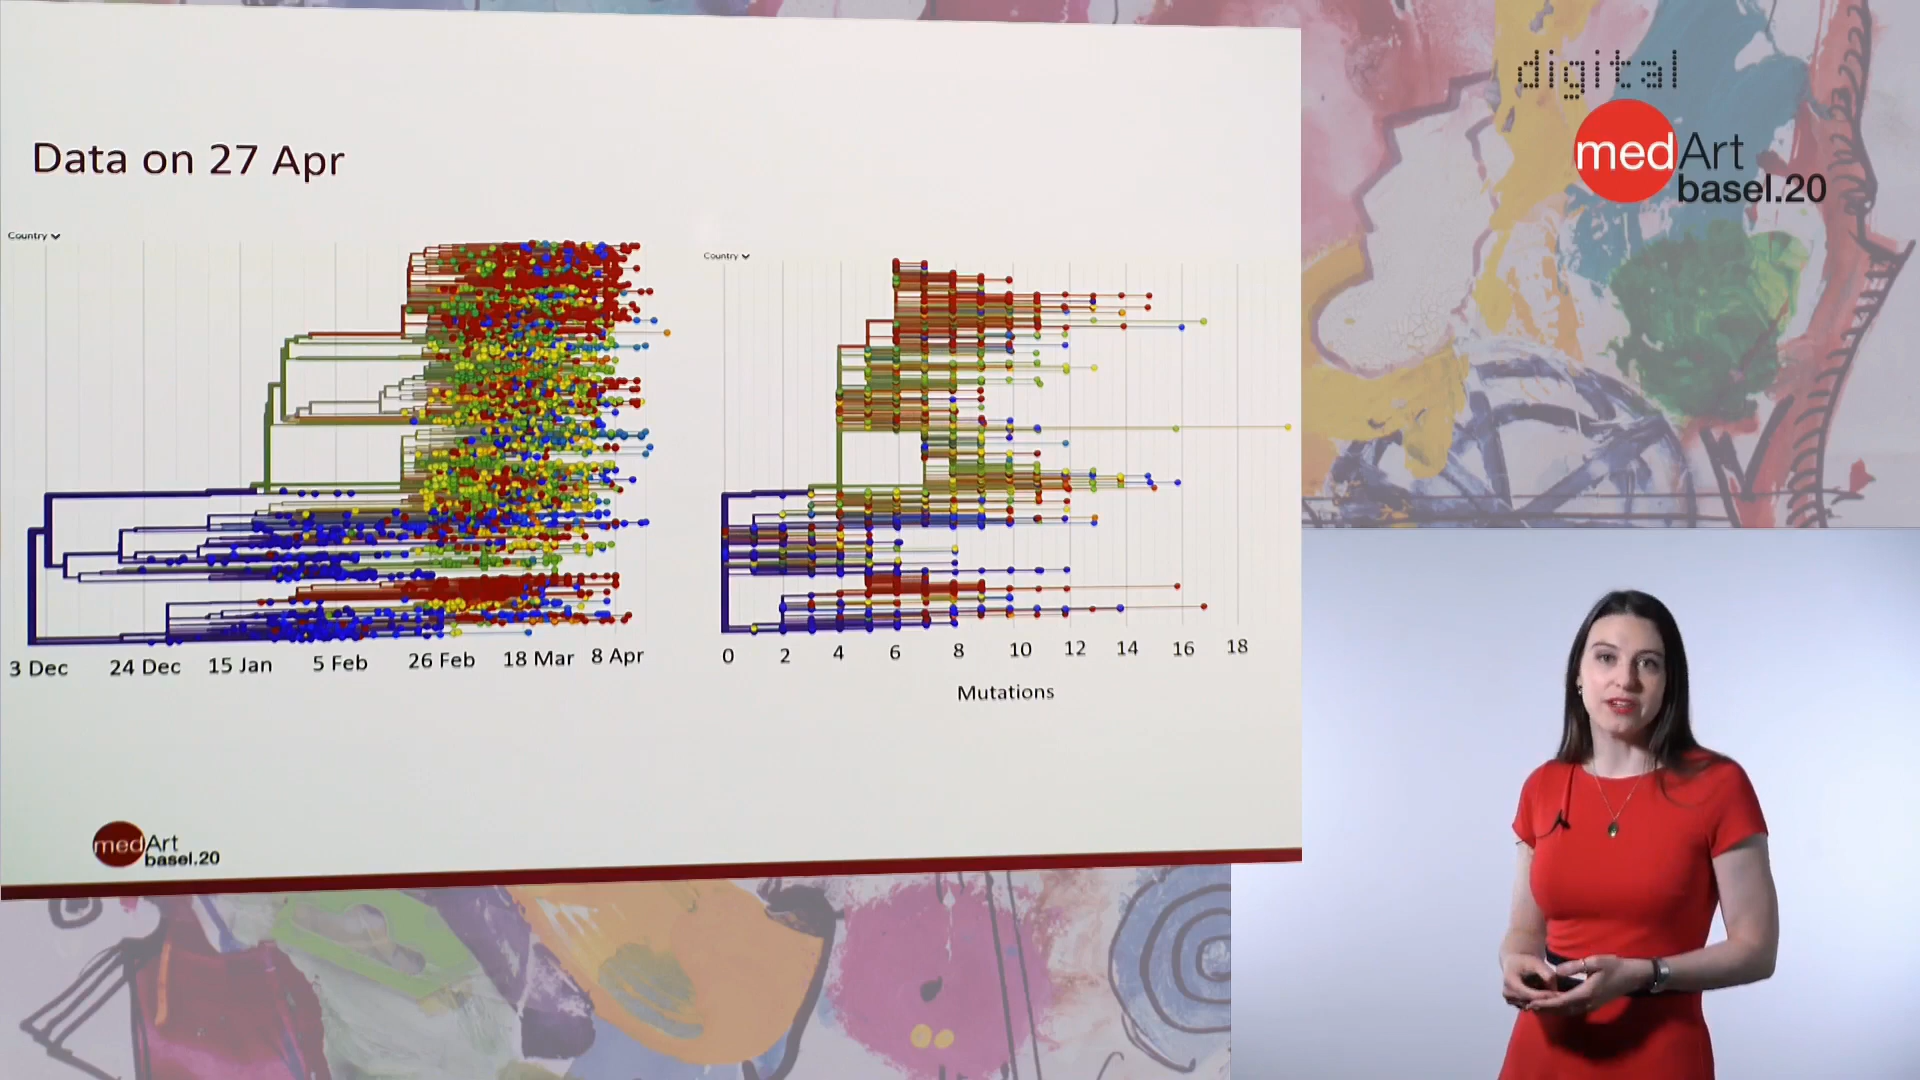 digital
medArt
basel.20
Data on 27 Apr
Country
Country
3 Dec 24 Dec 15 Jan 5 Feb 26 Feb 18 Mar 8 Apr
0 2 4 6 8 10 12 14 16 18
Mutations
medArt
basel.20